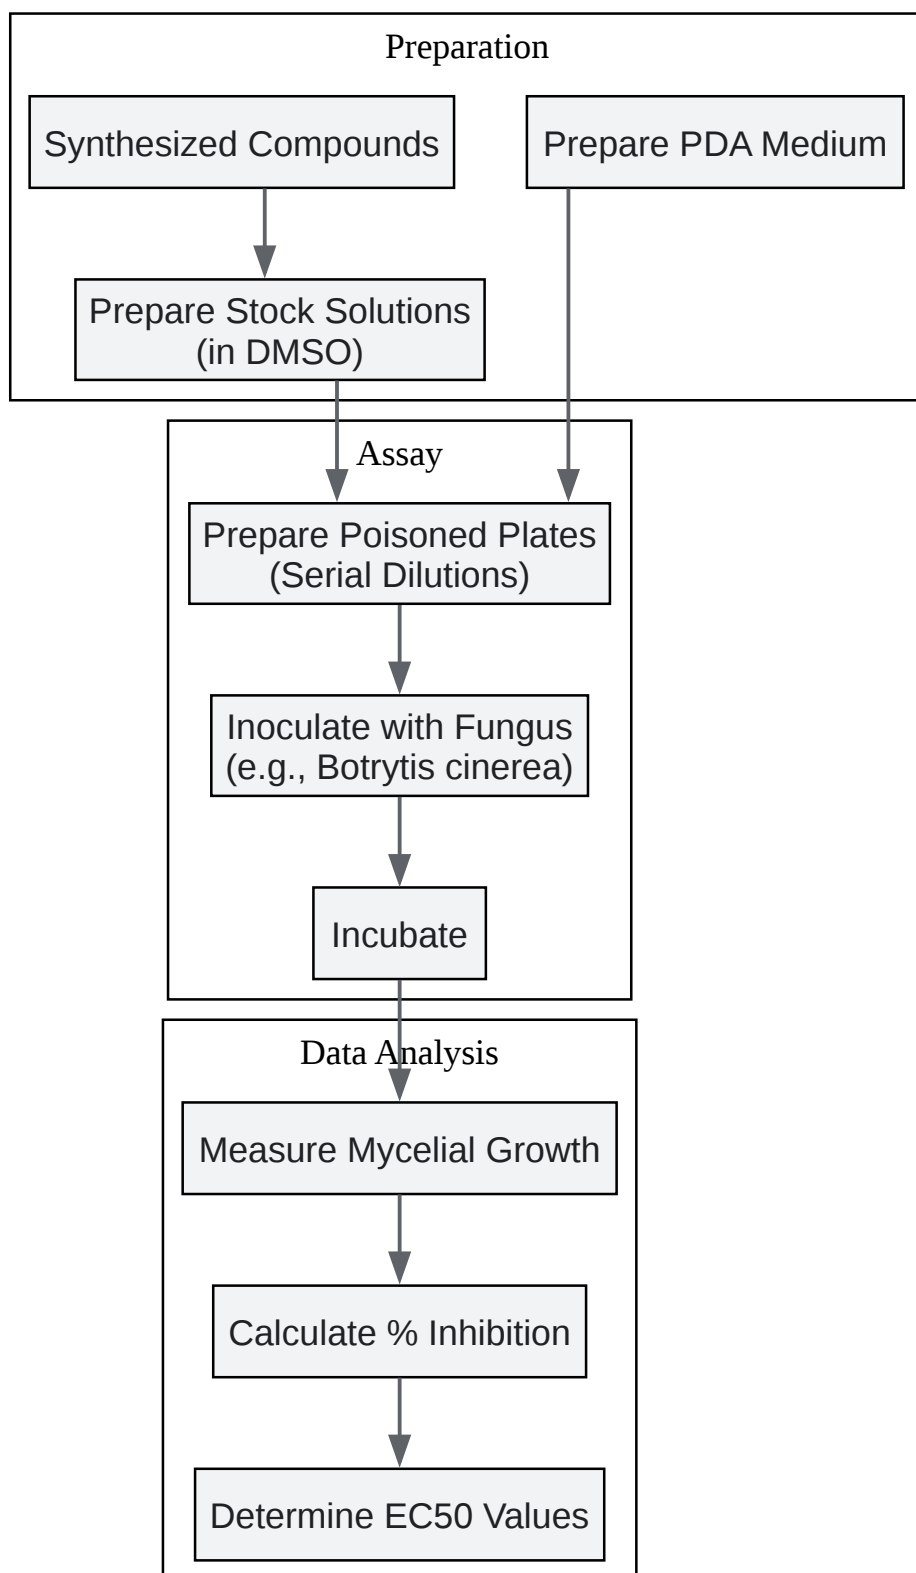 Preparation
Synthesized Compounds
Prepare PDA Medium
Prepare Stock Solutions
(in DMSO)
Assay
Prepare Poisoned Plates
(Serial Dilutions)
Inoculate with Fungus
(e.g., Botrytis cinerea)
Incubate
Data Analysis
Measure Mycelial Growth
Calculate % Inhibition
Determine EC50 Values